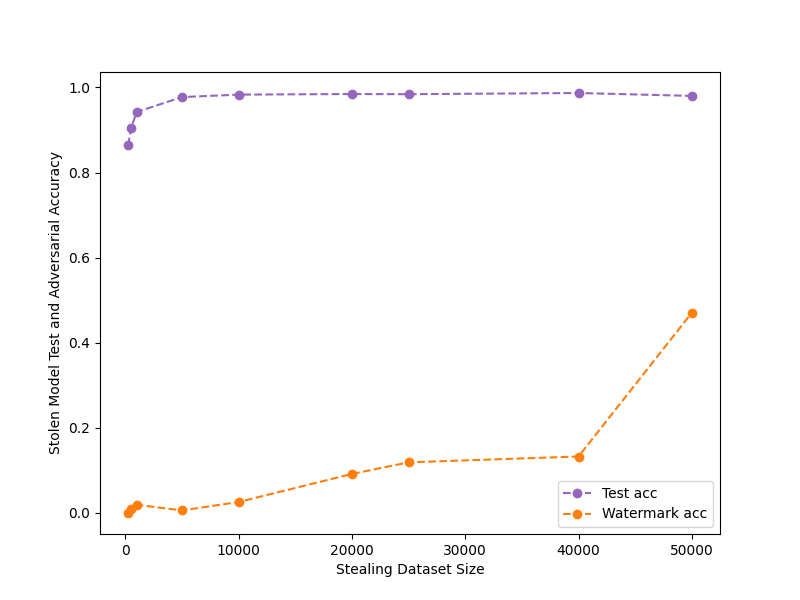 1.0
0.8
0.6
0.4
0.2
0.0
Stolen Model Test and Adversarial Accuracy
Test acc
Watermark acc
0 10000 20000 30000 40000 50000
Stealing Dataset Size